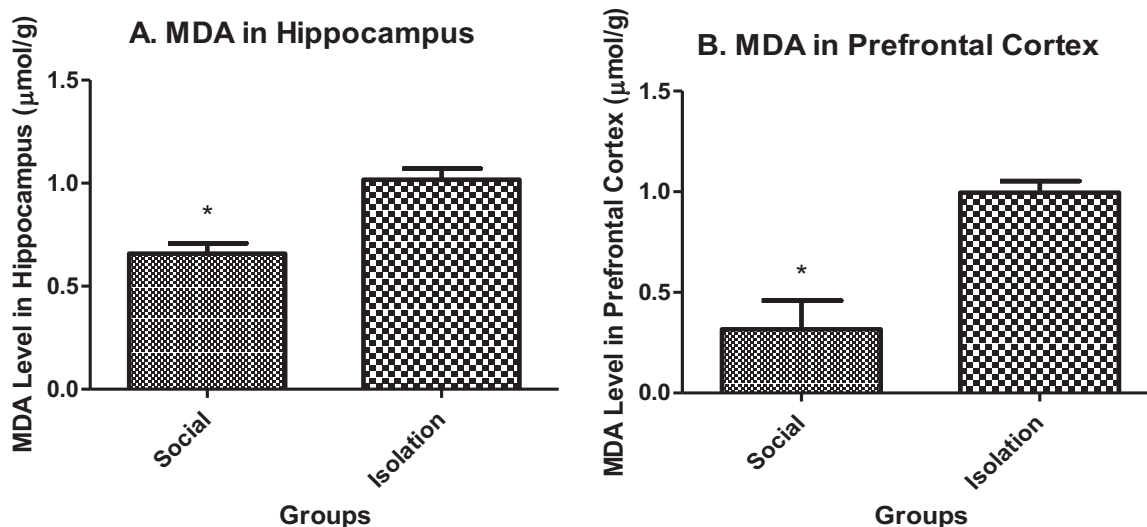 A. MDA in Hippocampus
MDA Level in Hippocampus (μmol/g)
1.5
1.0
0.5
0.0
*
Social
Isolation
Groups
B. MDA in Prefrontal Cortex
MDA Level in Prefrontal Cortex (μmol/g)
1.5
1.0
0.5
0.0
*
Social
Isolation
Groups